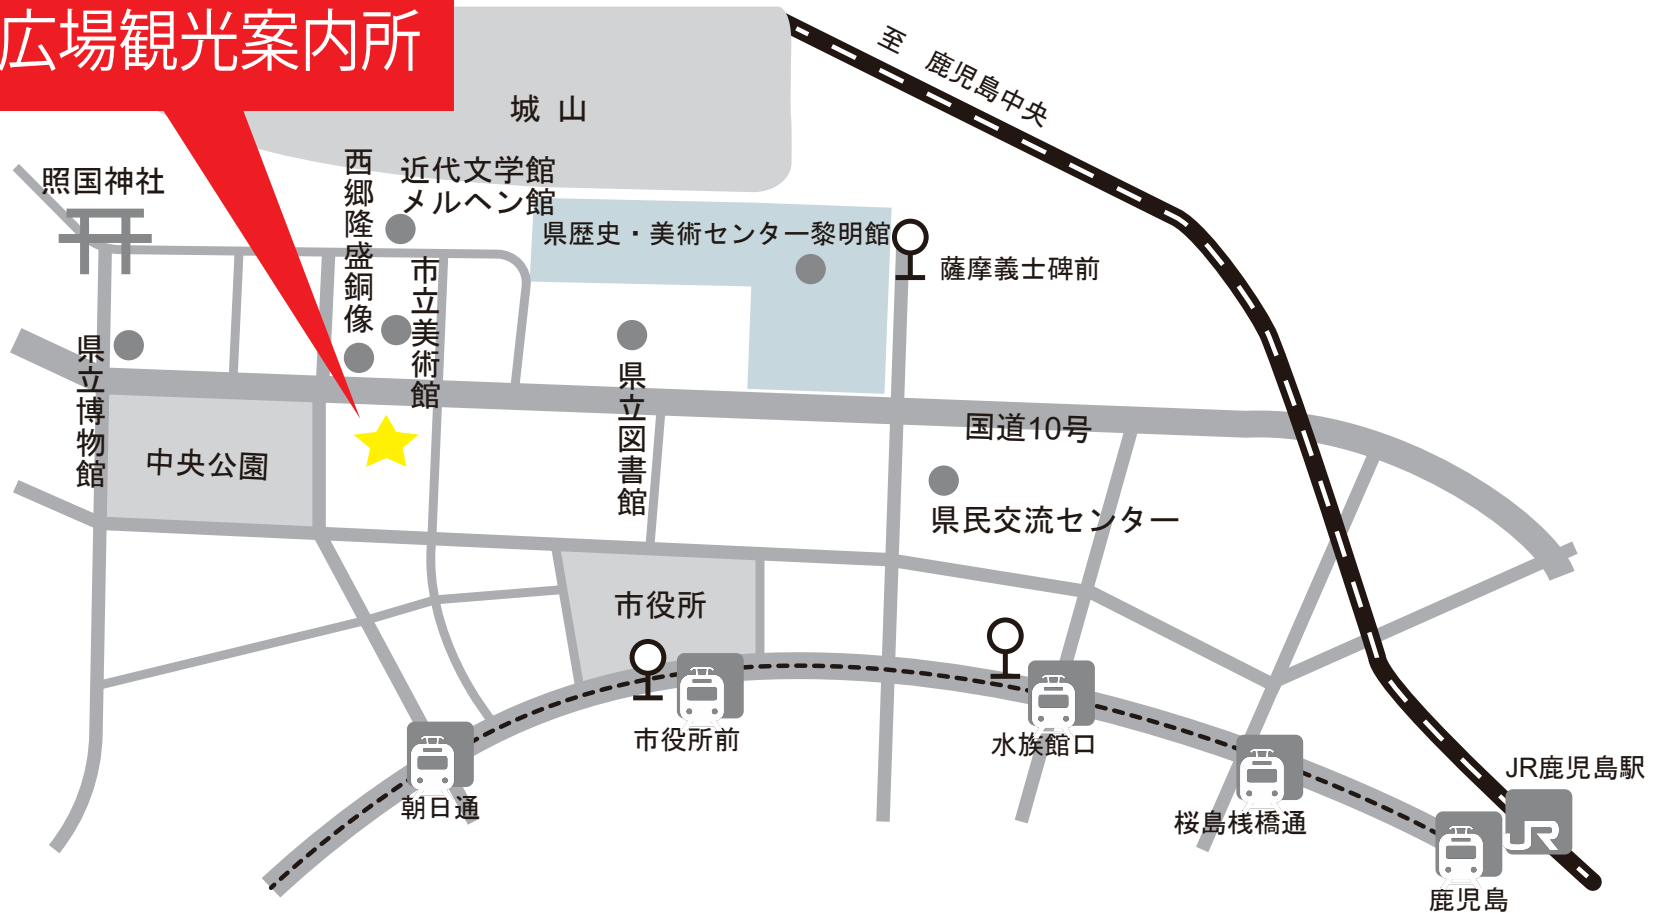 広場観光案内所
至　鹿児島中央
城 山
照国神社
西郷隆盛銅像
近代文学館
メルヘン館
県歴史・美術センター黎明館
薩摩義士碑前
市立美術館
県立博物館
県立図書館
国道10号
中央公園
県民交流センター
市役所
市役所前
水族館口
朝日通
桜島桟橋通
JR鹿児島駅
JR
鹿児島